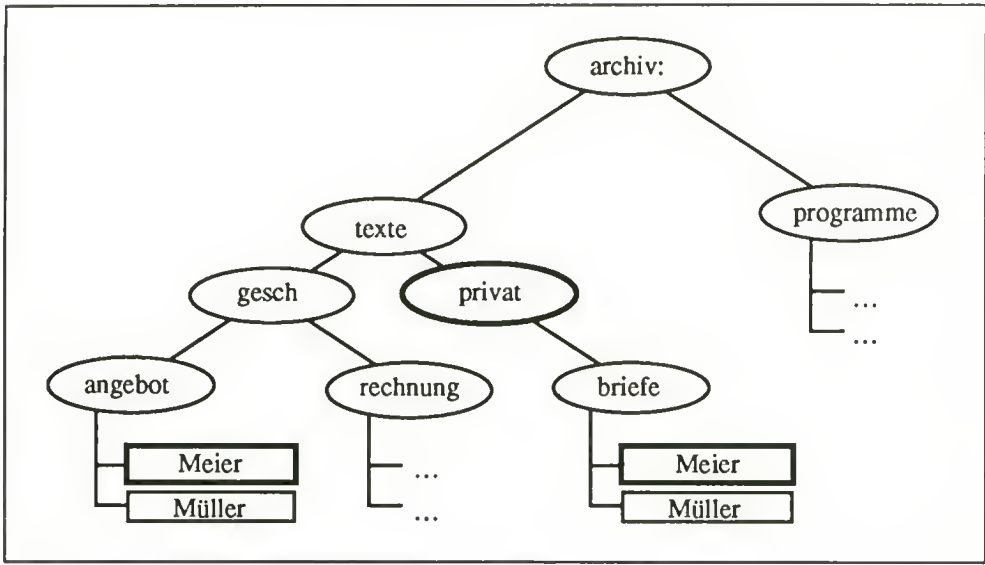 archiv:
texte
programme
gesch
privat
...
...
angebot
rechnung
briefe
Meier
...
Meier
Müller
...
Müller